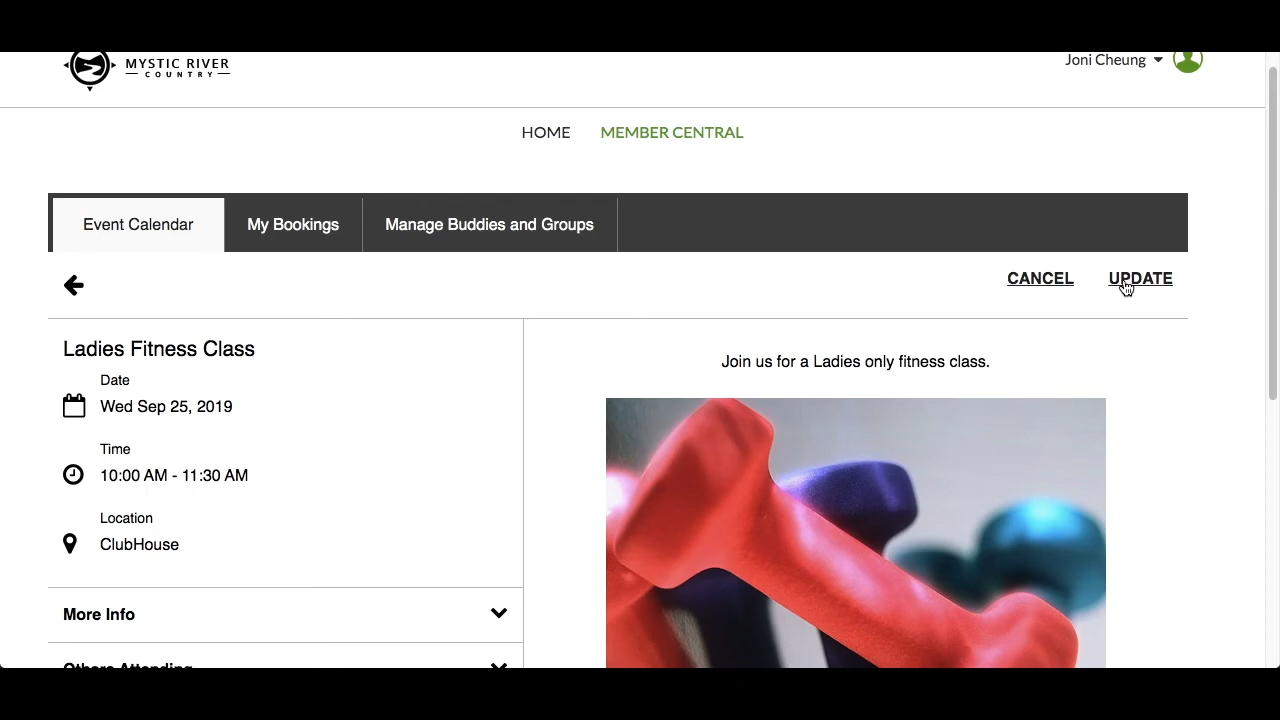 MYSTIC RIVER
COUNTRY
Joni Cheung
HOME MEMBER CENTRAL
Event Calendar My Bookings Manage Buddies and Groups
CANCEL UPDATE
Ladies Fitness Class
Date
Wed Sep 25, 2019
Time
10:00 AM - 11:30 AM
Location
ClubHouse
More Info
Others Attending
Join us for a Ladies only fitness class.